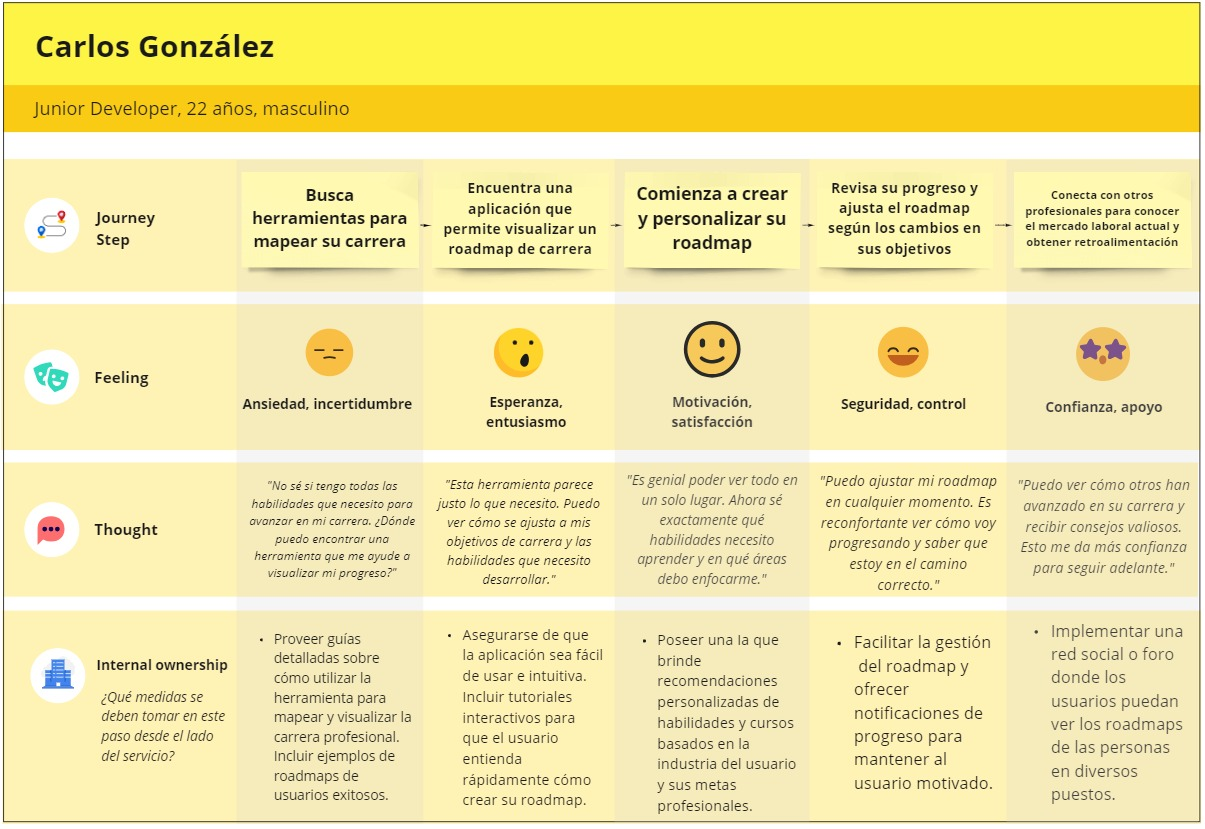 Carlos González
Junior Developer, 22 años, masculino
Journey
Step
Busca
herramientas para
mapear su carrera
Encuentra una
aplicación que
permite visualizar un
roadmap de carrera
Comienza a crear
y personalizar su
roadmap
Revisa su progreso y
ajusta el roadmap
según los cambios en
sus objetivos
Conecta con otros
profesionales para conocer
el mercado laboral actual y
obtener retroalimentación
Feeling
Ansiedad, incertidumbre
Esperanza,
entusiasmo
Motivación,
satisfacción
Seguridad, control
Confianza, apoyo
Thought
"No sé si tengo todas las
habilidades que necesito para
avanzar en mi carrera. ¿Dónde
puedo encontrar una
herramienta que me ayude a
visualizar mi progreso?"
"Esta herramienta parece
justo lo que necesito. Puedo
ver cómo se ajusta a mis
objetivos de carrera y las
habilidades que necesito
desarrollar."
"Es genial poder ver todo en
un solo lugar. Ahora sé
exactamente qué
habilidades necesito
aprender y en qué áreas
debo enfocarme."
"Puedo ajustar mi roadmap
en cualquier momento. Es
reconfortante ver cómo voy
progresando y saber que
estoy en el camino
correcto."
"Puedo ver cómo otros han
avanzado en su carrera y
recibir consejos valiosos.
Esto me da más confianza
para seguir adelante."
Internal ownership
¿Qué medidas se
deben tomar en este
paso desde el lado
del servicio?
• Proveer guías
detalladas sobre
cómo utilizar la
herramienta para
mapear y visualizar la
carrera profesional.
Incluir ejemplos de
roadmaps de
usuarios exitosos.
• Asegurarse de que
la aplicación sea fácil
de usar e intuitiva.
Incluir tutoriales
interactivos para
que el usuario
entienda
rápidamente cómo
crear su roadmap.
• Poseer una Ia que
brinde
recomendaciones
personalizadas de
habilidades y cursos
basados en la
industria del usuario
y sus metas
profesionales.
• Facilitar la gestión
del roadmap y
ofrecer
notificaciones de
progreso para
mantener al
usuario motivado.
• Implementar una
red social o foro
donde los
usuarios puedan
ver los roadmaps
de las personas
en diversos
puestos.